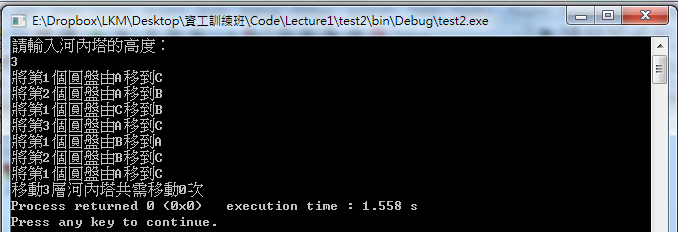 E:\Dropbox\LKM\Desktop\資工訓練班\Code\Lecture1\test2\bin\Debug\test2.exe
請輸入河內塔的高度：
3
將第1個圓盤由A移到C
將第2個圓盤由A移到B
將第1個圓盤由C移到B
將第3個圓盤由A移到C
將第1個圓盤由B移到A
將第2個圓盤由B移到C
將第1個圓盤由A移到C
移動3層河內塔共需移動0次
Process returned 0 (0x0)   execution time : 1.558 s
Press any key to continue.